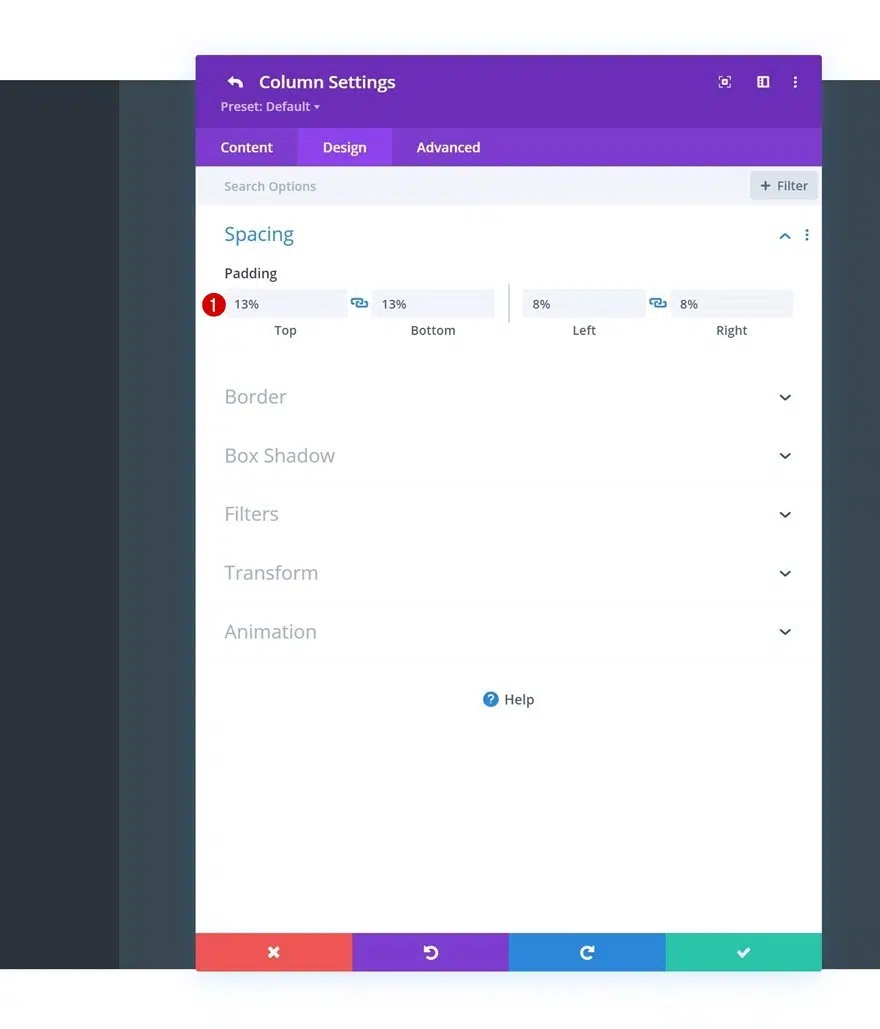 Column Settings
Preset: Default
Content Design Advanced
Search Options + Filter
Spacing
Padding
1 13% 13% 8% 8%
Top Bottom Left Right
Border
Box Shadow
Filters
Transform
Animation
? Help